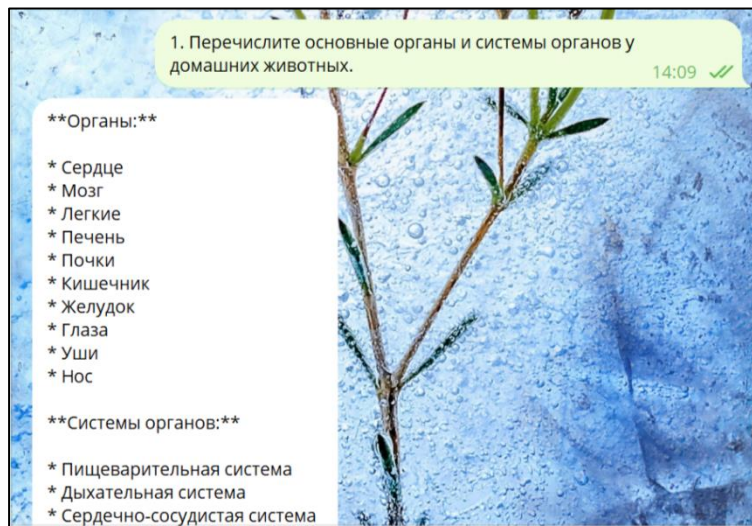 1. Перечислите основные органы и системы органов у
домашних животных.
14:09
**Органы:**
* Сердце
* Мозг
* Легкие
* Печень
* Почки
* Кишечник
* Желудок
* Глаза
* Уши
* Нос
**Системы органов:**
* Пищеварительная система
* Дыхательная система
* Сердечно-сосудистая система